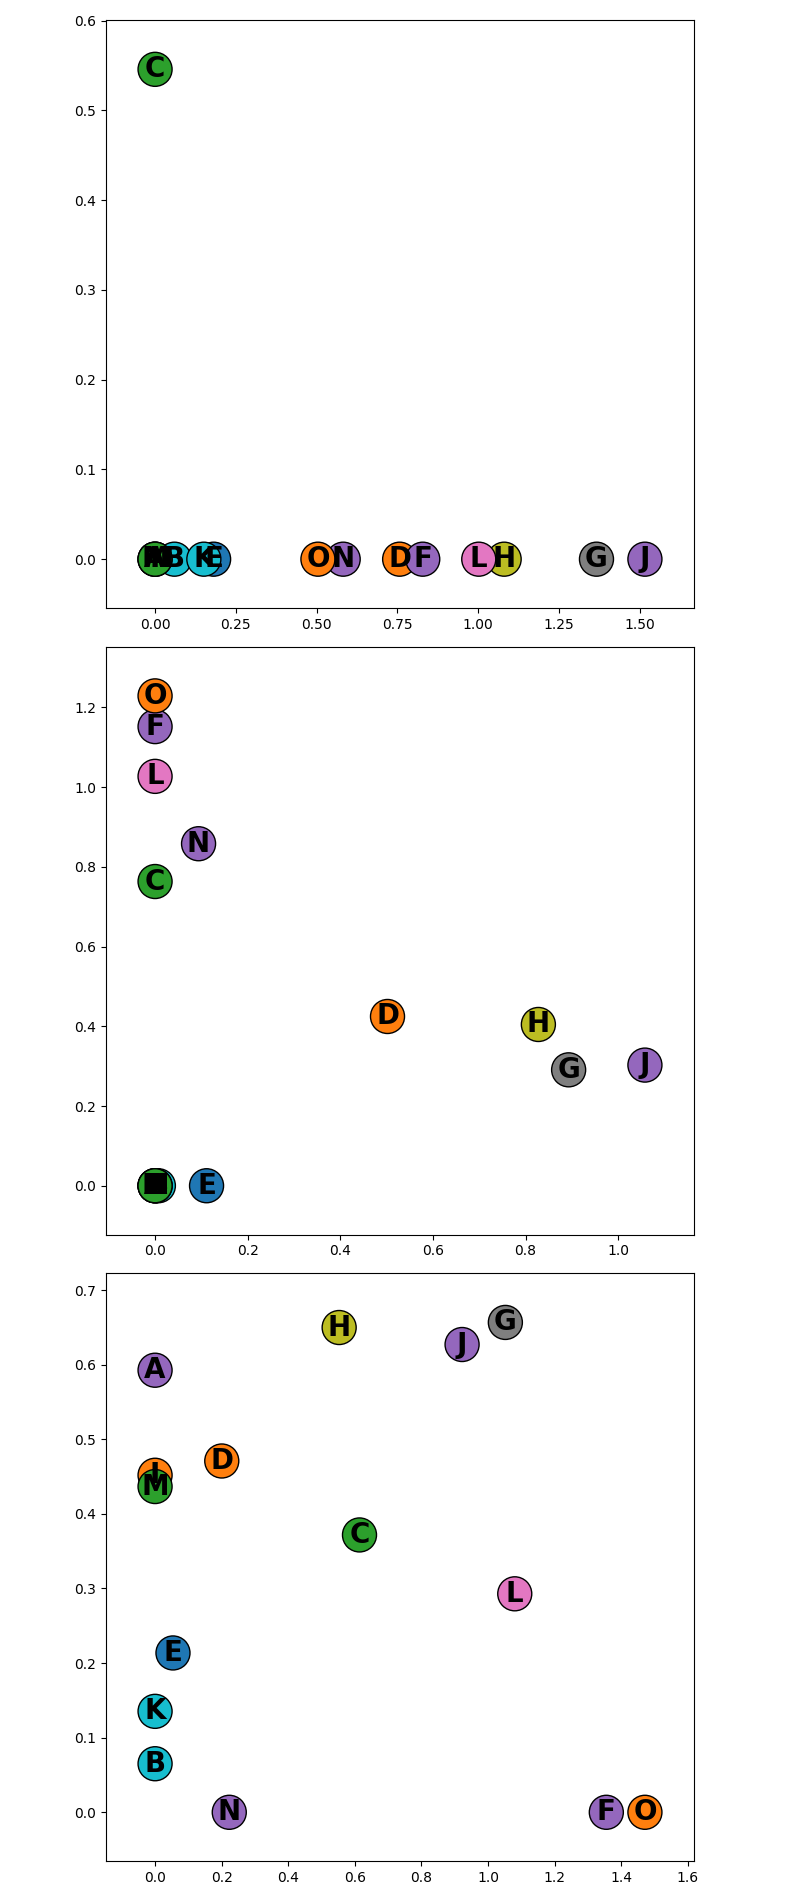 0.6
C
0.5
0.4
0.3
0.2
0.1
0.0
B K E O N D F L H G J
0.00 0.25 0.50 0.75 1.00 1.25 1.50
O
1.2
F
L
1.0
N
C
0.8
0.6
D H
0.4
G J
0.2
0.0
E
0.0 0.2 0.4 0.6 0.8 1.0
0.7
H J G
A
0.6
0.5
D
I
M
0.4
C
0.3
L
E
0.2
K
0.1
B
0.0
N F O
0.0 0.2 0.4 0.6 0.8 1.0 1.2 1.4 1.6